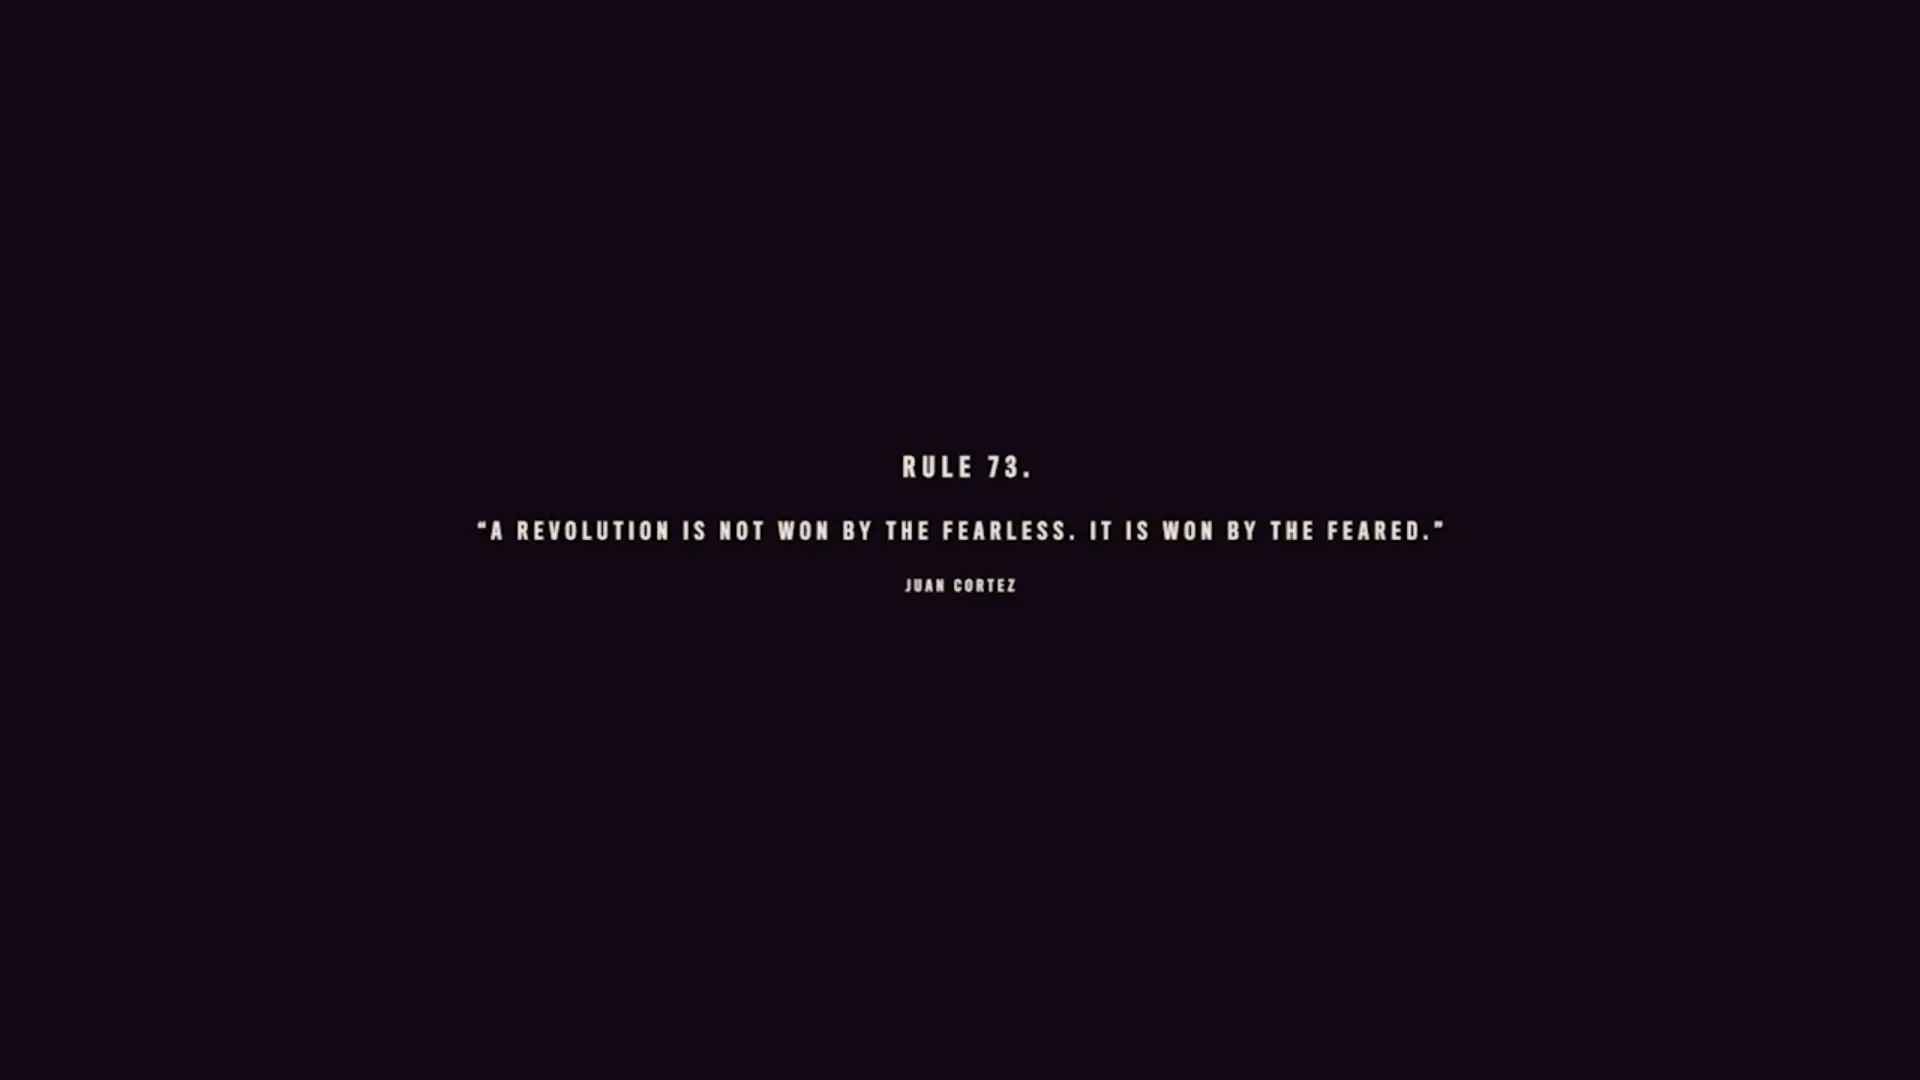 RULE 73.
“A REVOLUTION IS NOT WON BY THE FEARLESS. IT IS WON BY THE FEARED.”
JUAN CORTEZ